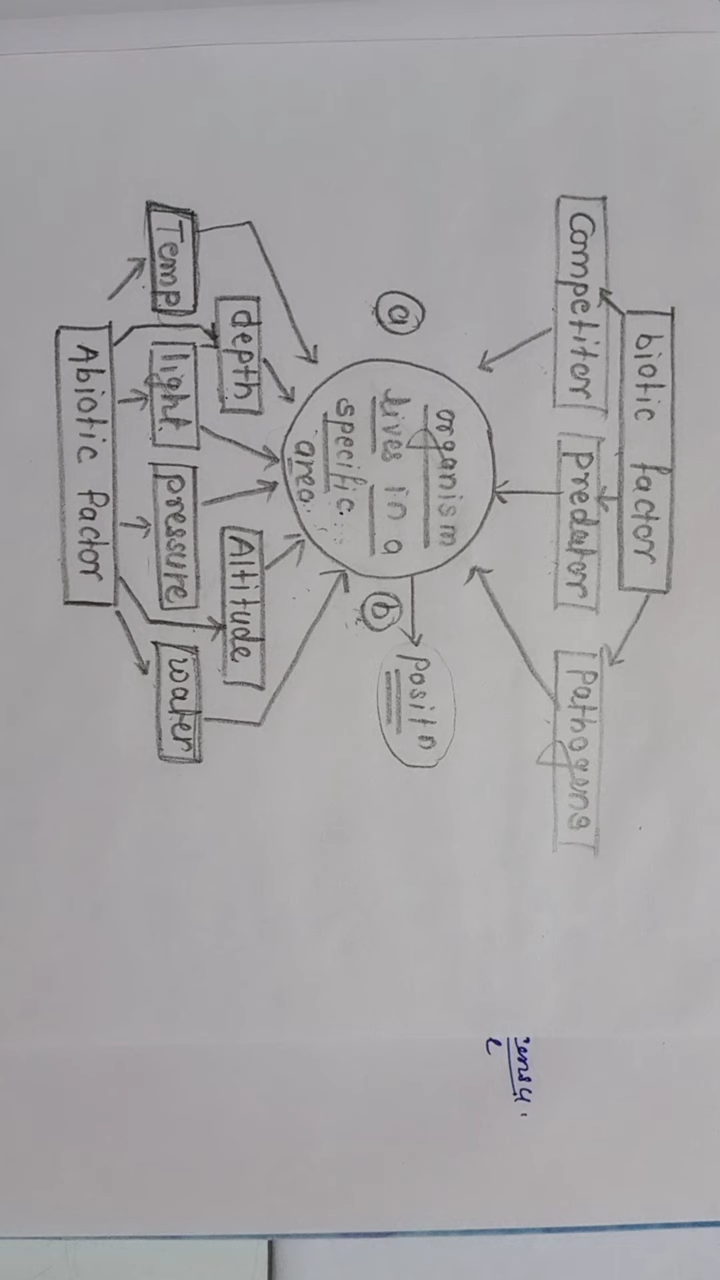 biotic factor
Competitor
predator
Pathogens
a
organism
lives in a
specific
area
b
positn
depth
Altitude
Temp
light
pressure
water
Abiotic factor